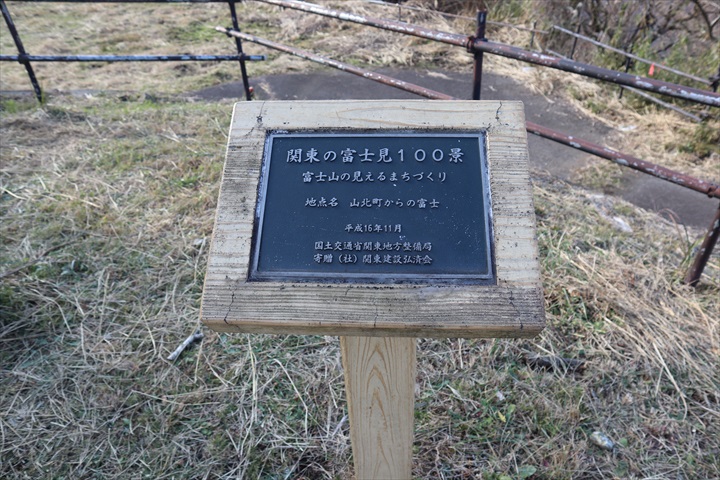 関東の富士見100景
富士山の見えるまちづくり
地点名　山北町からの富士
平成16年11月
国土交通省関東地方整備局
寄贈（社）関東建設弘済会